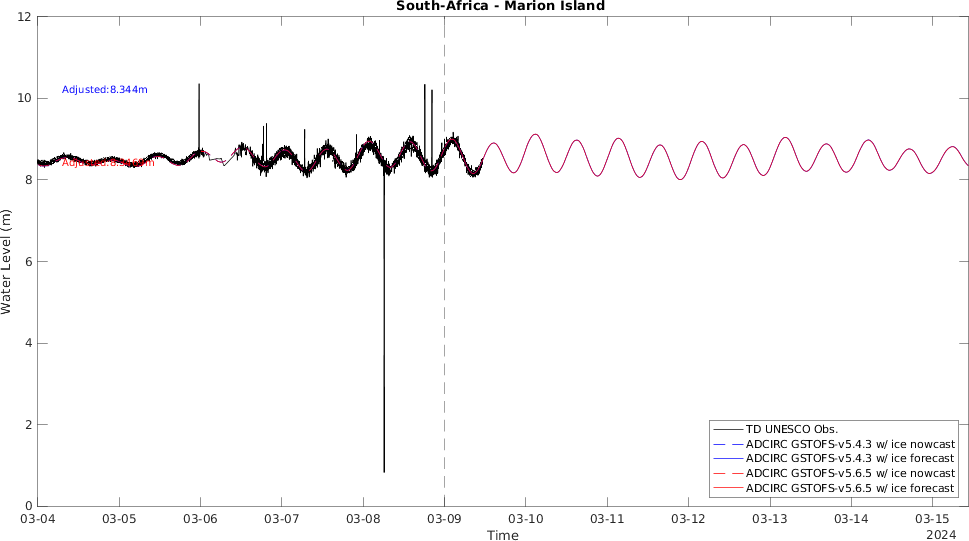 South-Africa - Marion Island
Water Level (m)
12
10
8
6
4
2
0
Adjusted:8.344m
03-04
03-05
03-06
03-07
03-08
03-09
03-10
03-11
03-12
03-13
03-14
03-15
Time
2024
TD UNESCO Obs.
ADCIRC GSTOFS-v5.4.3 w/ ice nowcast
ADCIRC GSTOFS-v5.4.3 w/ ice forecast
ADCIRC GSTOFS-v5.6.5 w/ ice nowcast
ADCIRC GSTOFS-v5.6.5 w/ ice forecast